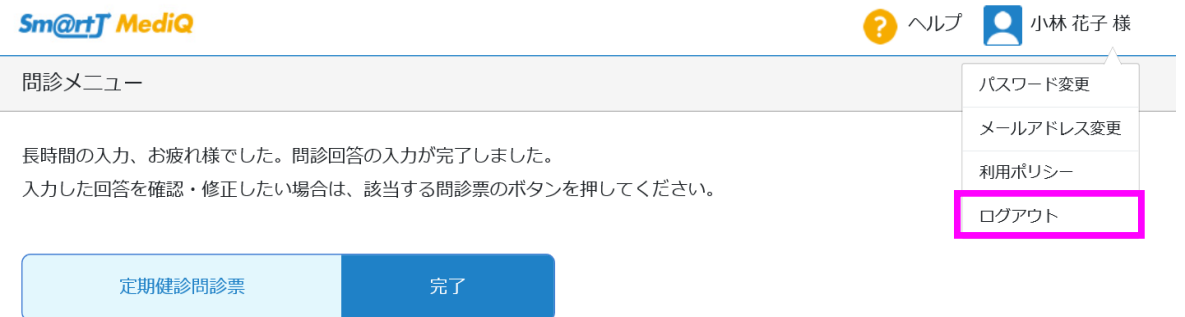 Sm@rtT MediQ
? ヘルプ 小林 花子 様
問診メニュー
パスワード変更
メールアドレス変更
利用ポリシー
ログアウト
長時間の入力、お疲れ様でした。問診回答の入力が完了しました。
入力した回答を確認・修正したい場合は、該当する問診票のボタンを押してください。
定期健診問診票 完了